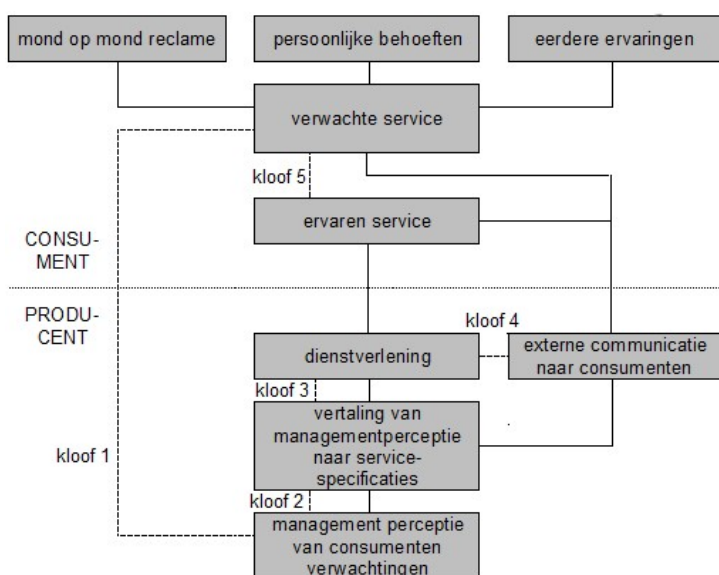 mond op mond reclame
persoonlijke behoeften
eerdere ervaringen
verwachte service
kloof 5
ervaren service
CONSU-
MENT
PRODU-
CENT
kloof 4
dienstverlening
externe communicatie
naar consumenten
kloof 3
vertaling van
managementperceptie
naar service-
specificaties
kloof 1
kloof 2
management perceptie
van consumenten
verwachtingen